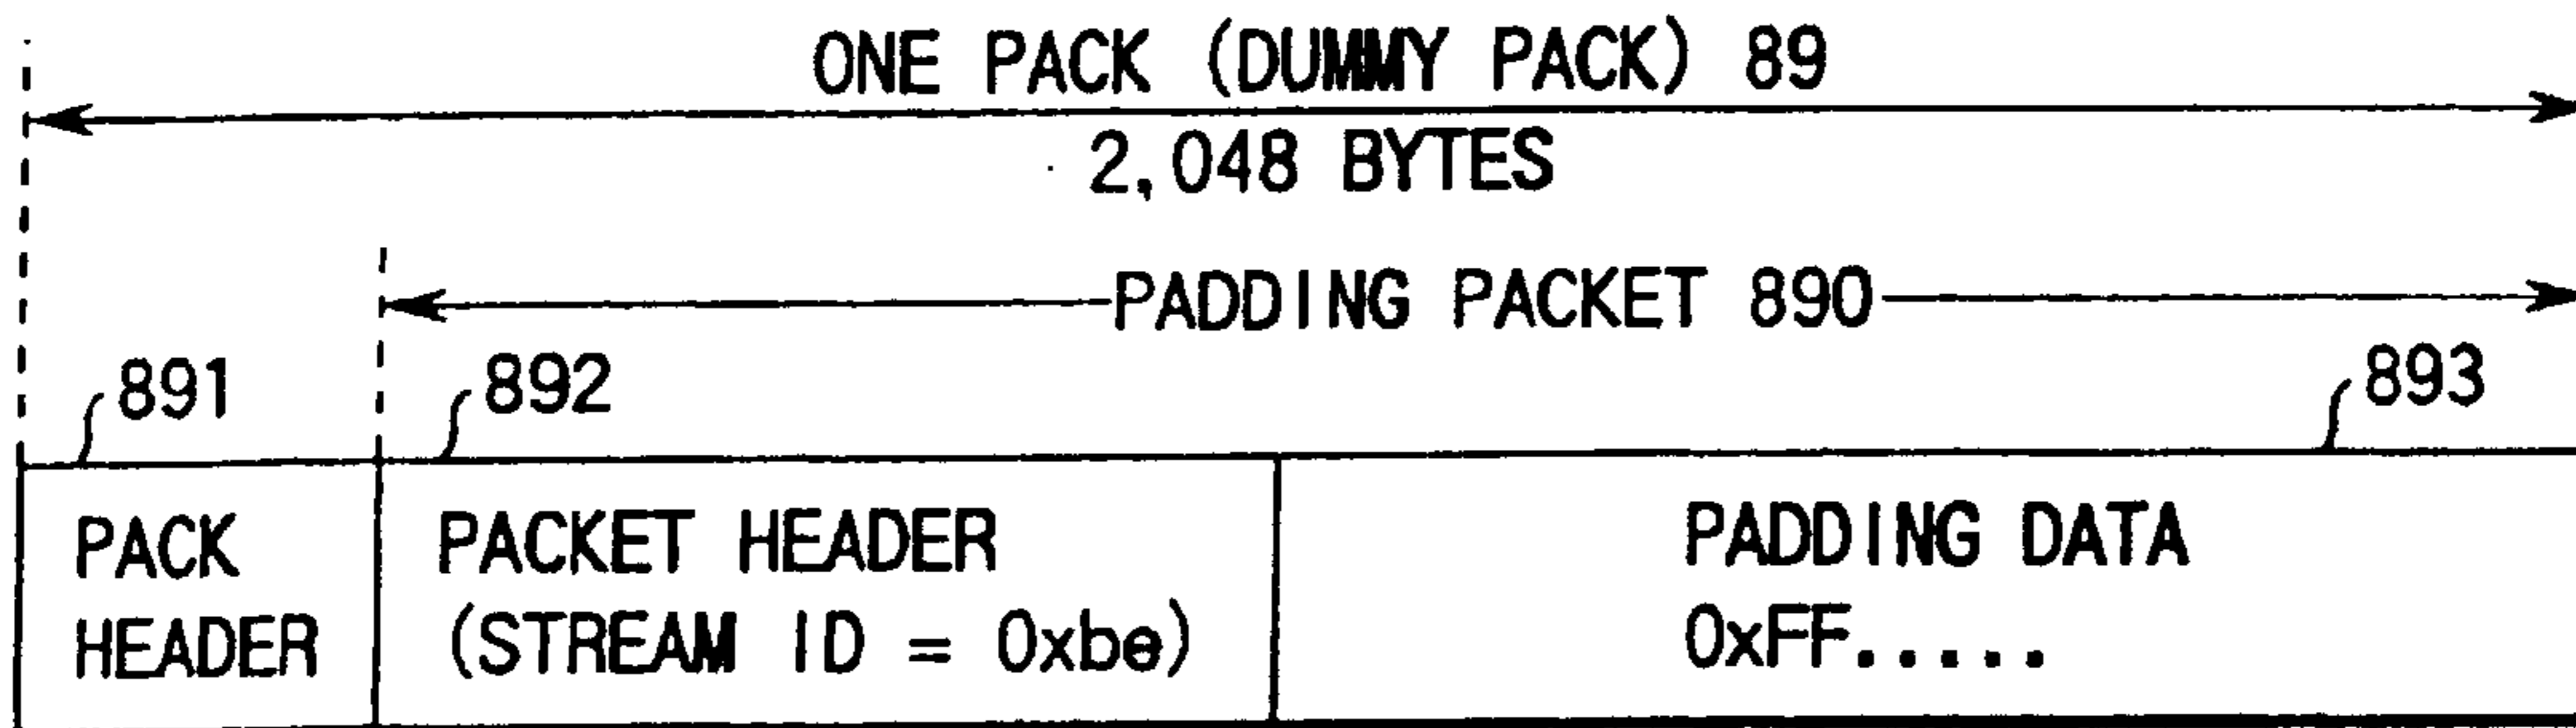 ONE PACK (DUMMY PACK) 89
2,048 BYTES
PADDING PACKET 890
891
892
893
PACK
HEADER
PACKET HEADER
(STREAM ID = 0xbe)
PADDING DATA
0xFF.....